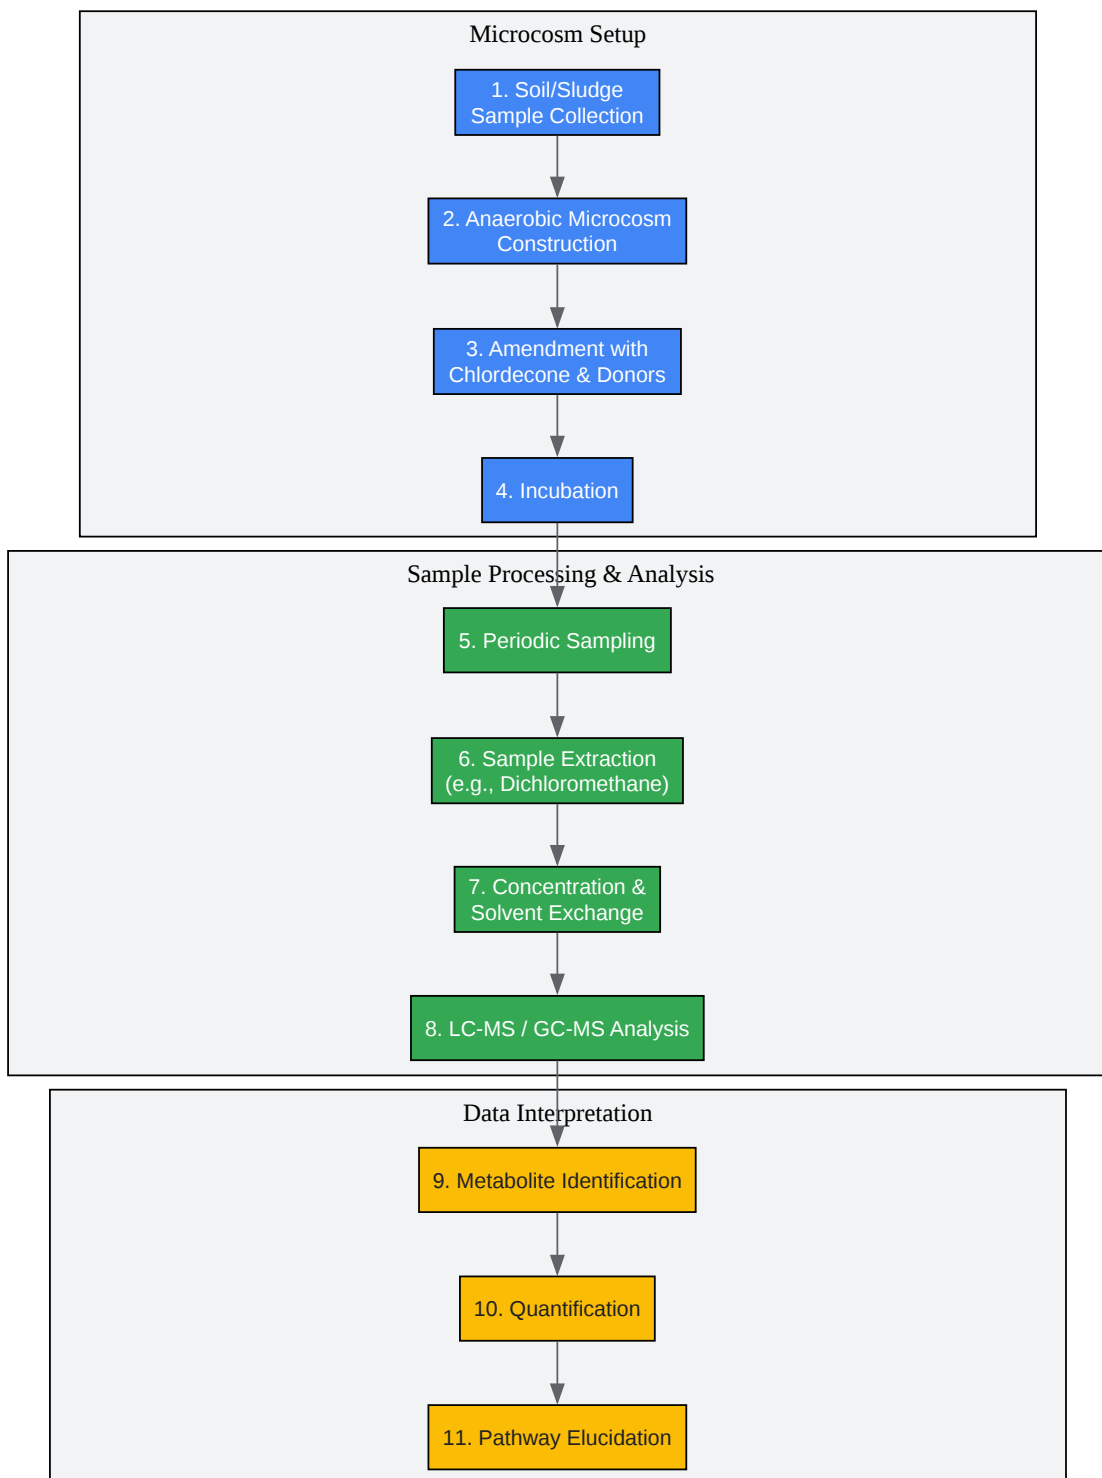 Microcosm Setup
1. Soil/Sludge
Sample Collection
2. Anaerobic Microcosm
Construction
3. Amendment with
Chlordecone & Donors
4. Incubation
Sample Processing & Analysis
5. Periodic Sampling
6. Sample Extraction
(e.g., Dichloromethane)
7. Concentration &
Solvent Exchange
8. LC-MS / GC-MS Analysis
Data Interpretation
9. Metabolite Identification
10. Quantification
11. Pathway Elucidation